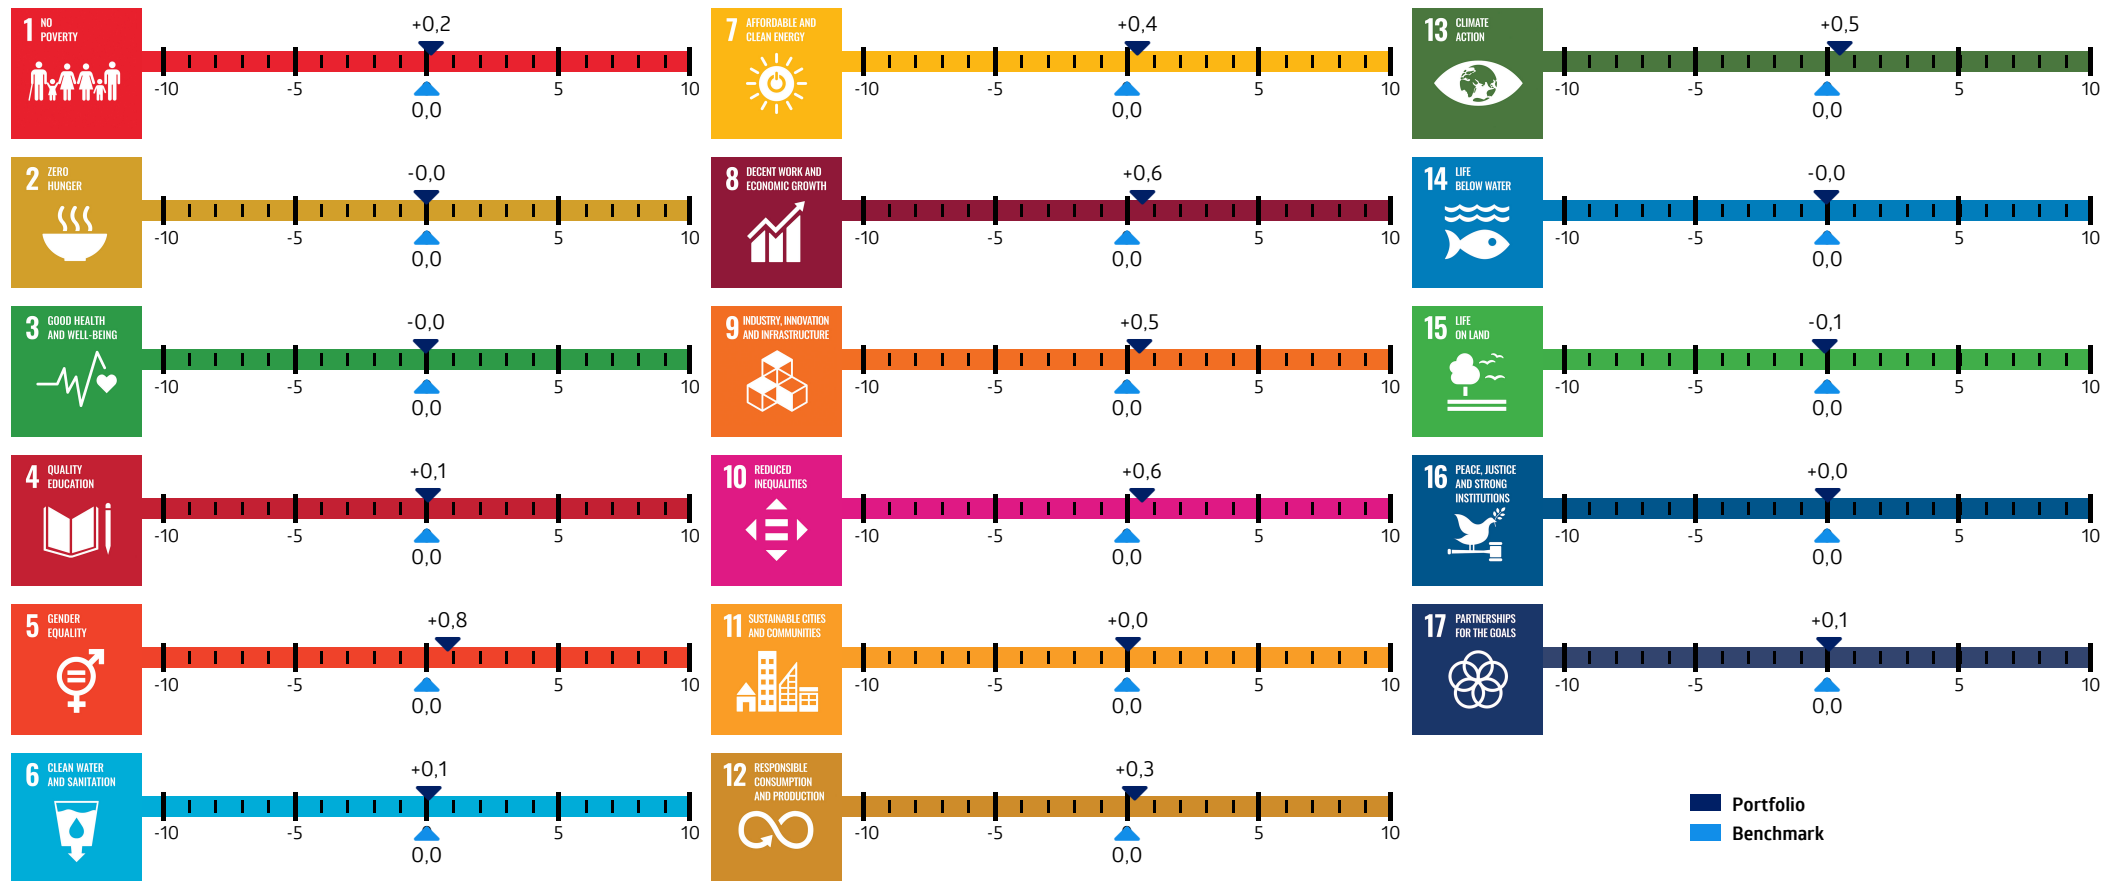 1 NO
POVERTY
+0,2
-10 -5 5 10
0,0
2 ZERO
HUNGER
-0,0
-10 -5 5 10
0,0
3 GOOD HEALTH
AND WELL-BEING
-0,0
-10 -5 5 10
0,0
4 QUALITY
EDUCATION
+0,1
-10 -5 5 10
0,0
5 GENDER
EQUALITY
+0,8
-10 -5 5 10
0,0
6 CLEAN WATER
AND SANITATION
+0,1
-10 -5 5 10
0,0
7 AFFORDABLE AND
CLEAN ENERGY
+0,4
-10 -5 5 10
0,0
8 DECENT WORK AND
ECONOMIC GROWTH
+0,6
-10 -5 5 10
0,0
9 INDUSTRY, INNOVATION
AND INFRASTRUCTURE
+0,5
-10 -5 5 10
0,0
10 REDUCED
INEQUALITIES
+0,6
-10 -5 5 10
0,0
11 SUSTAINABLE CITIES
AND COMMUNITIES
+0,0
-10 -5 5 10
0,0
12 RESPONSIBLE
CONSUMPTION
AND PRODUCTION
+0,3
-10 -5 5 10
0,0
13 CLIMATE
ACTION
+0,5
-10 -5 5 10
0,0
14 LIFE
BELOW WATER
-0,0
-10 -5 5 10
0,0
15 LIFE
ON LAND
-0,1
-10 -5 5 10
0,0
16 PEACE, JUSTICE
AND STRONG
INSTITUTIONS
+0,0
-10 -5 5 10
0,0
17 PARTNERSHIPS
FOR THE GOALS
+0,1
-10 -5 5 10
0,0
Portfolio
Benchmark